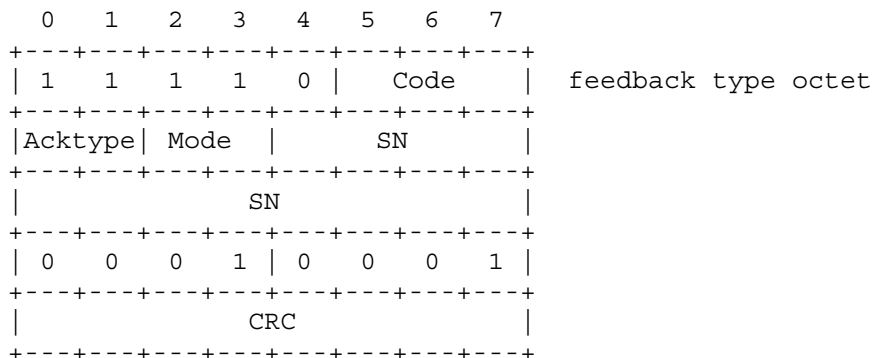 0   1   2   3   4   5   6   7
+---+---+---+---+---+---+---+---+
| 1   1   1   1   0 |   Code    |  feedback type octet
+---+---+---+---+---+---+---+---+
|Acktype| Mode  |      SN       |
+---+---+---+---+---+---+---+---+
|              SN               |
+---+---+---+---+---+---+---+---+
| 0   0   0   1 | 0   0   0   1 |
+---+---+---+---+---+---+---+---+
|              CRC              |
+---+---+---+---+---+---+---+---+